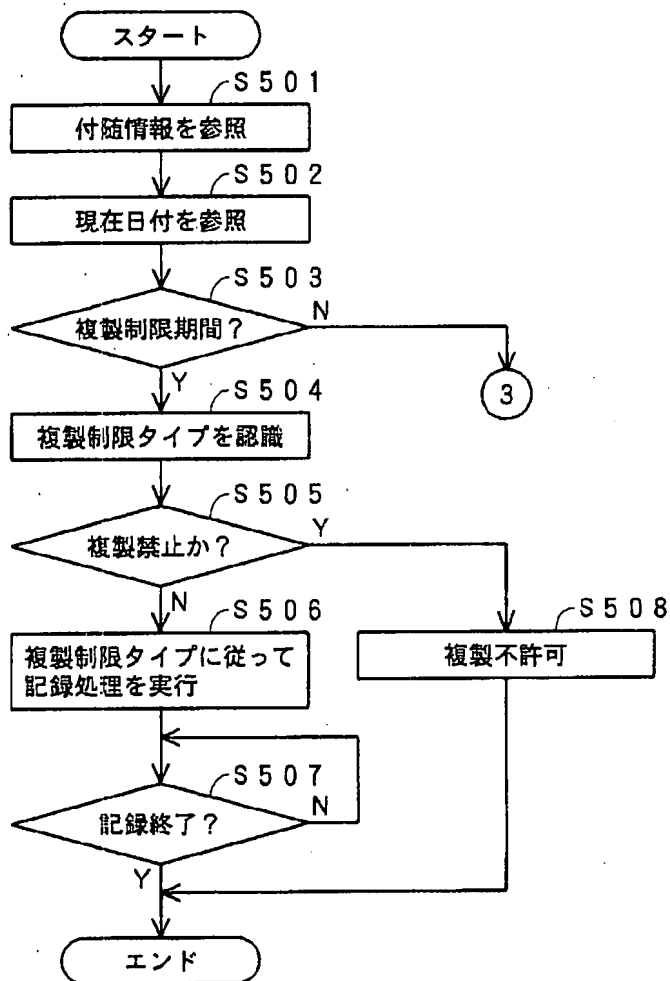 スタート
S501
付随情報を参照
S502
現在日付を参照
S503
複製制限期間？
N
Y
3
S504
複製制限タイプを認識
S505
複製禁止か？
Y
N
S506
複製制限タイプに従って
記録処理を実行
S508
複製不許可
S507
記録終了？
N
Y
エンド